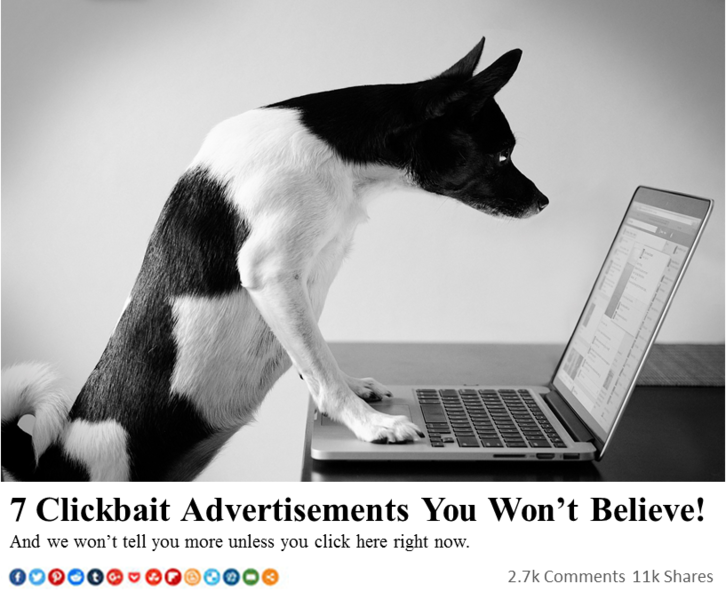 7 Clickbait Advertisements You Won’t Believe!
And we won’t tell you more unless you click here right now.
2.7k Comments 11k Shares